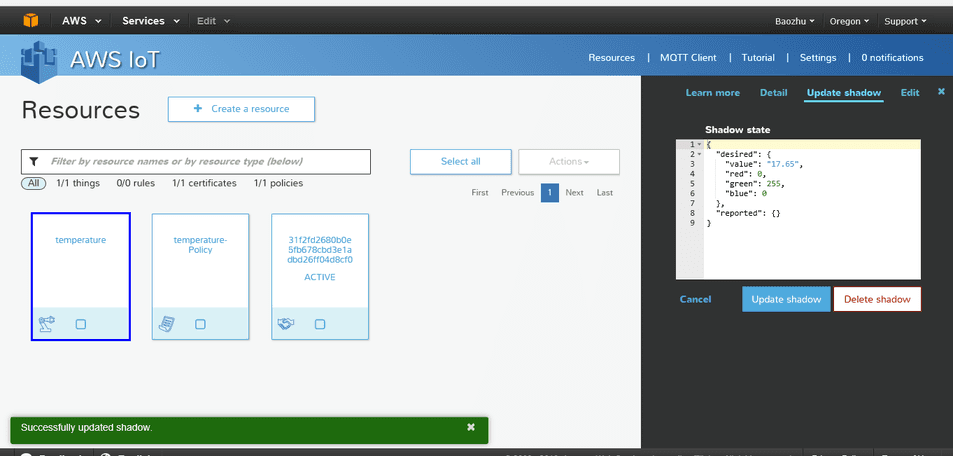 AWS Services Edit Baozhu Oregon Support
AWS IoT
Resources | MQTT Client | Tutorial | Settings | 0 notifications
Resources
+ Create a resource
Filter by resource names or by resource type (below)
Select all
Actions
All 1/1 things 0/0 rules 1/1 certificates 1/1 policies
First Previous 1 Next Last
temperature
temperature-
Policy
31f2fd2680b0e
5fb678cbd3e1a
dbd26ff04d8cf0
ACTIVE
Learn more Detail Update shadow Edit ×
Shadow state
1 {
2 "desired": {
3 "value": "17.65",
4 "red": 0,
5 "green": 255,
6 "blue": 0
7 },
8 "reported": {}
9 }
Cancel Update shadow Delete shadow
Successfully updated shadow. ×